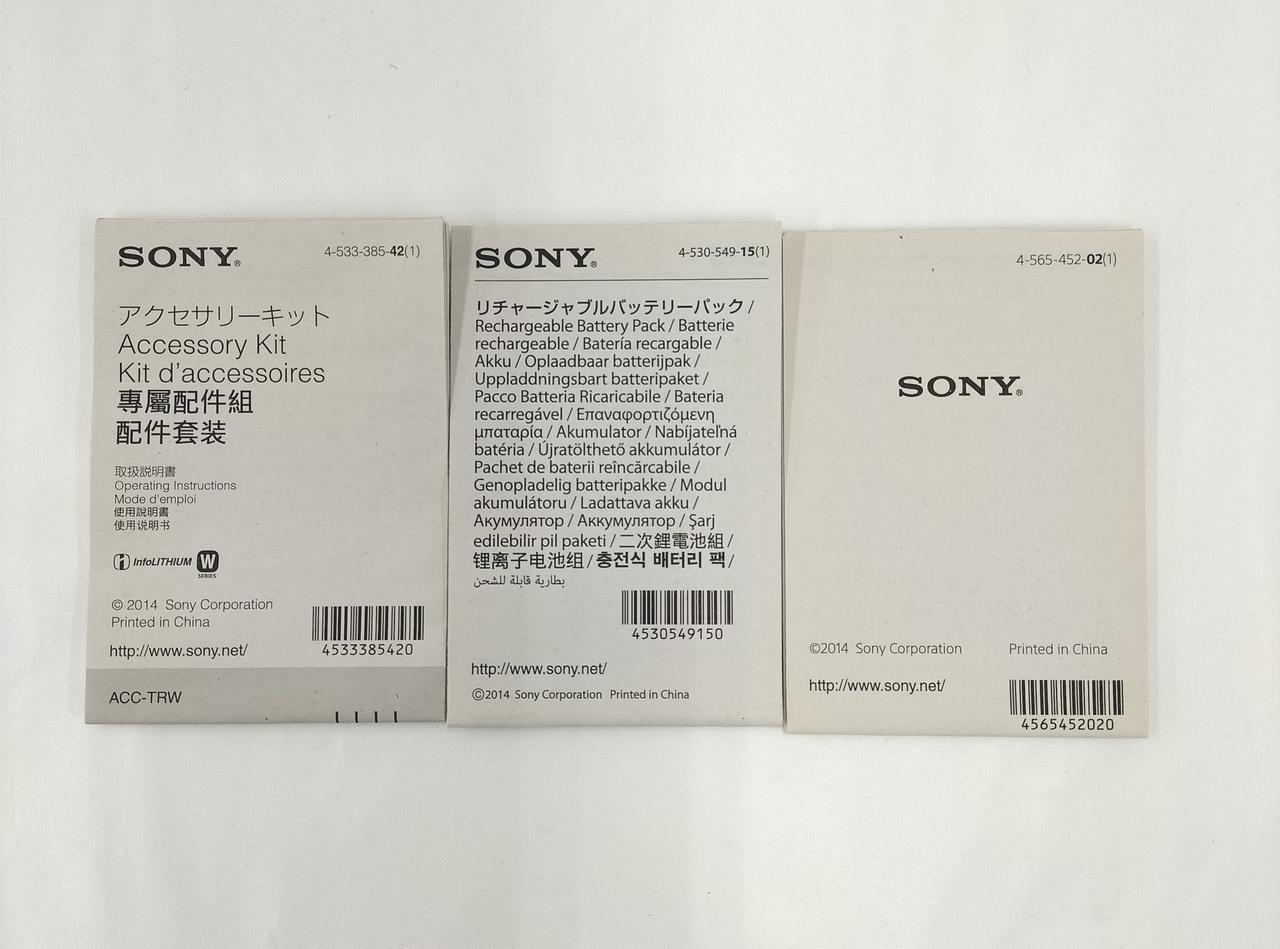 SONY®
4-533-385-42(1)
アクセサリーキット
Accessory Kit
Kit d'accessoires
專屬配件組
配件套装
取扱説明書
Operating Instructions
Mode d'emploi
使用說明書
使用说明书
InfoLITHIUM W
SERIES
© 2014 Sony Corporation
Printed in China
http://www.sony.net/
4533385420
ACC-TRW
SONY®
4-530-549-15(1)
リチャージャブルバッテリーパック /
Rechargeable Battery Pack / Batterie
rechargeable / Batería recargable /
Akku / Oplaadbaar batterijpak /
Uppladdningsbart batteripaket /
Pacco Batteria Ricaricabile / Bateria
recarregável / Επαναφορτιζόμενη
μπαταρία / Akumulator / Nabíjateľná
batéria / Újratölthető akkumulátor /
Pachet de baterii reîncărcabile /
Genopladelig batteripakke / Modul
akumulátoru / Ladattava akku /
Акумулятор / Аккумулятор / Şarj
edilebilir pil paketi / 二次鋰電池組 /
锂离子电池组 / 충전식 배터리 팩 /
بطارية قابلة للشحن
4530549150
http://www.sony.net/
©2014 Sony Corporation Printed in China
4-565-452-02(1)
SONY®
©2014 Sony Corporation Printed in China
http://www.sony.net/
4565452020